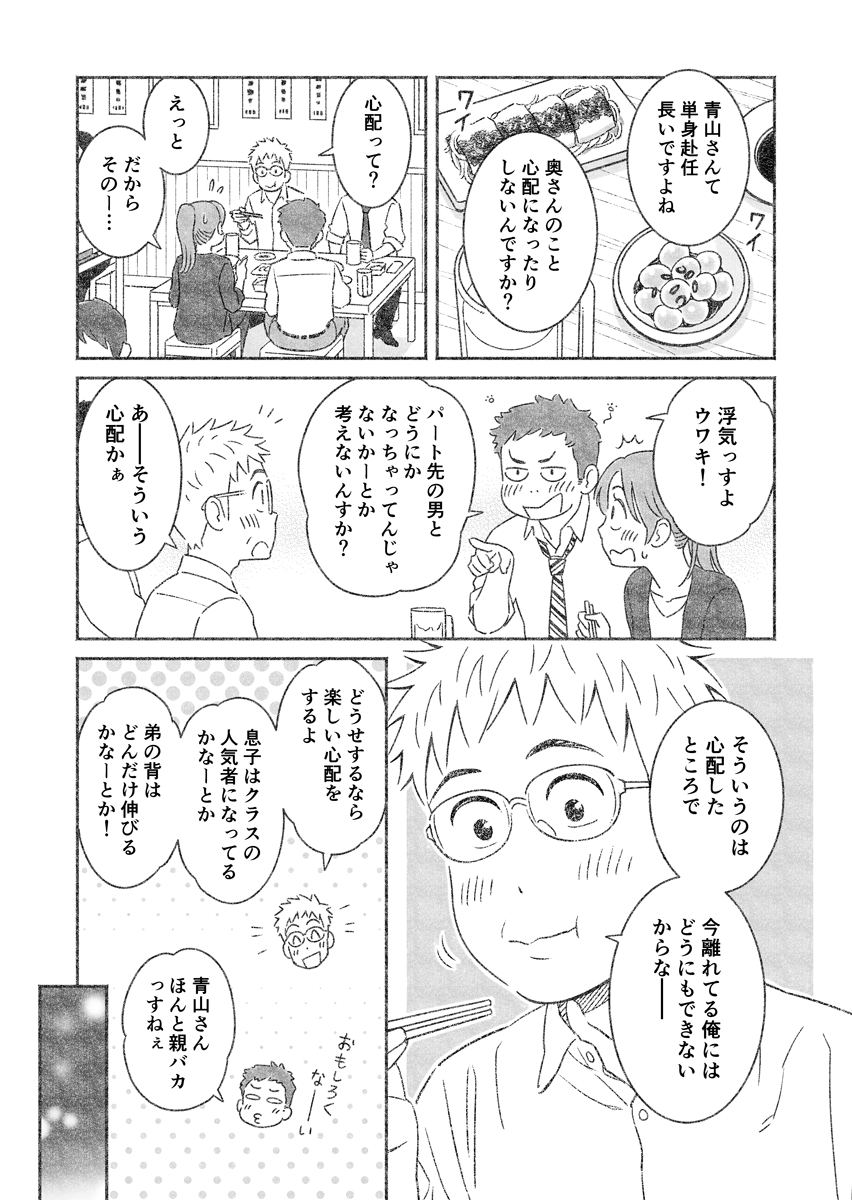 青山さんて
単身赴任
長いですよね
ワイ
奥さんのこと
心配になったり
しないんですか?
ワイ
心配って?
えっと
だから
そのー…
浮気っすよ
ウワキ!
パート先の男と
どうにか
なっちゃってんじゃ
ないかーとか
考えないんすか?
あ――そういう
心配かぁ
そういうのは
心配した
ところで
今離れてる俺には
どうにもできない
からな――
どうせするなら
楽しい心配を
するよ
息子はクラスの
人気者になってる
かなーとか
弟の背は
どんだけ伸びる
かなーとか!
青山さん
ほんと親バカ
っすねぇ
おもしろく
な――い